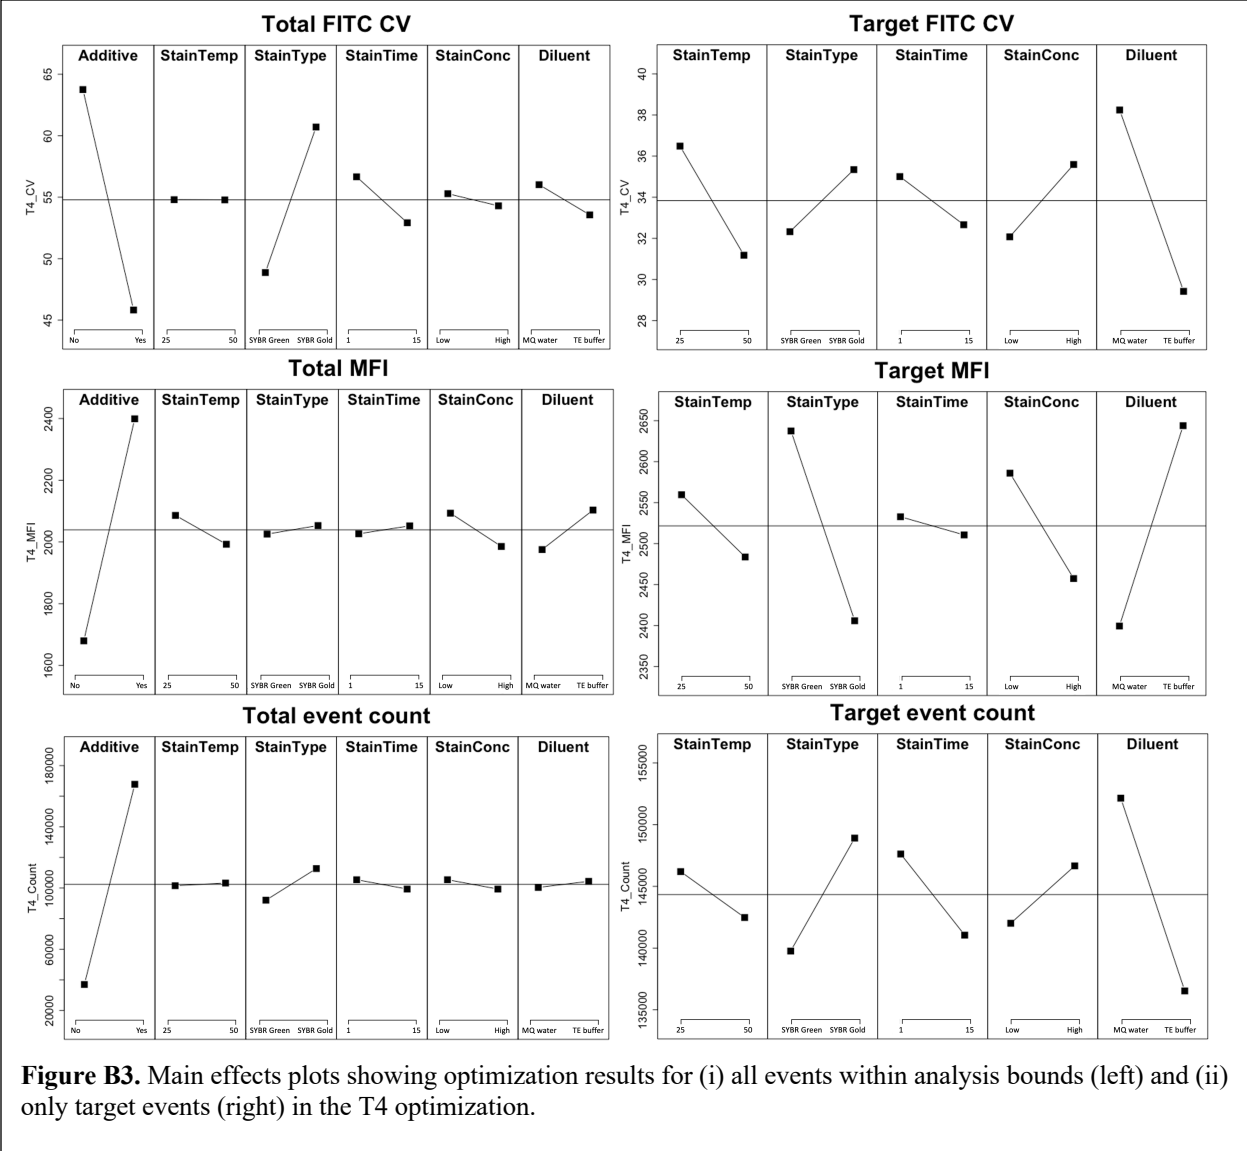 Total FITC CV
Additive StainTemp StainType StainTime StainConc Diluent
T4_CV
65
60
55
50
45
No Yes 25 50 SYBR Green SYBR Gold 1 15 Low High MQ water TE buffer
Target FITC CV
StainTemp StainType StainTime StainConc Diluent
T4_CV
40
38
36
34
32
30
28
25 50 SYBR Green SYBR Gold 1 15 Low High MQ water TE buffer
Total MFI
Additive StainTemp StainType StainTime StainConc Diluent
T4_MFI
2400
2200
2000
1800
1600
No Yes 25 50 SYBR Green SYBR Gold 1 15 Low High MQ water TE buffer
Target MFI
StainTemp StainType StainTime StainConc Diluent
T4_MFI
2650
2600
2550
2500
2450
2400
2350
25 50 SYBR Green SYBR Gold 1 15 Low High MQ water TE buffer
Total event count
Additive StainTemp StainType StainTime StainConc Diluent
T4_Count
180000
140000
100000
60000
20000
No Yes 25 50 SYBR Green SYBR Gold 1 15 Low High MQ water TE buffer
Target event count
StainTemp StainType StainTime StainConc Diluent
T4_Count
155000
150000
145000
140000
135000
25 50 SYBR Green SYBR Gold 1 15 Low High MQ water TE buffer
Figure B3. Main effects plots showing optimization results for (i) all events within analysis bounds (left) and (ii)
only target events (right) in the T4 optimization.